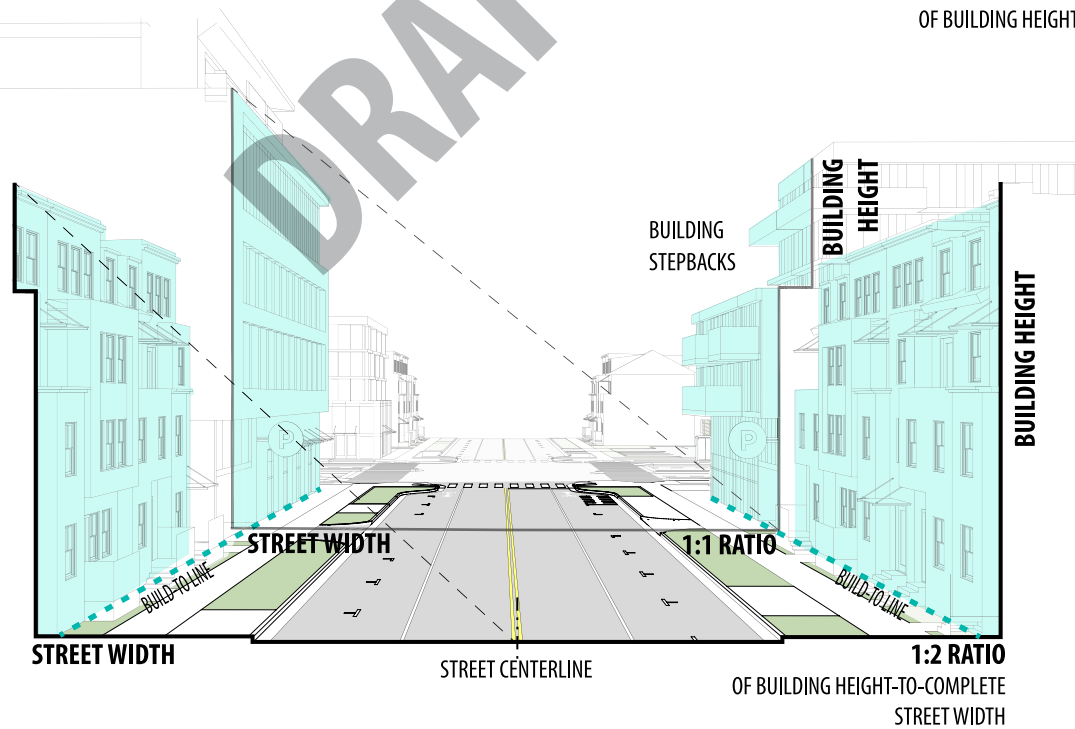 OF BUILDING HEIGHT
DRA
BUILDING
HEIGHT
BUILDING
STEPBACKS
BUILDING HEIGHT
P
P
STREET WIDTH
1:1 RATIO
BUILD-TO LINE
BUILD-TO LINE
STREET WIDTH
STREET CENTERLINE
1:2 RATIO
OF BUILDING HEIGHT-TO-COMPLETE
STREET WIDTH